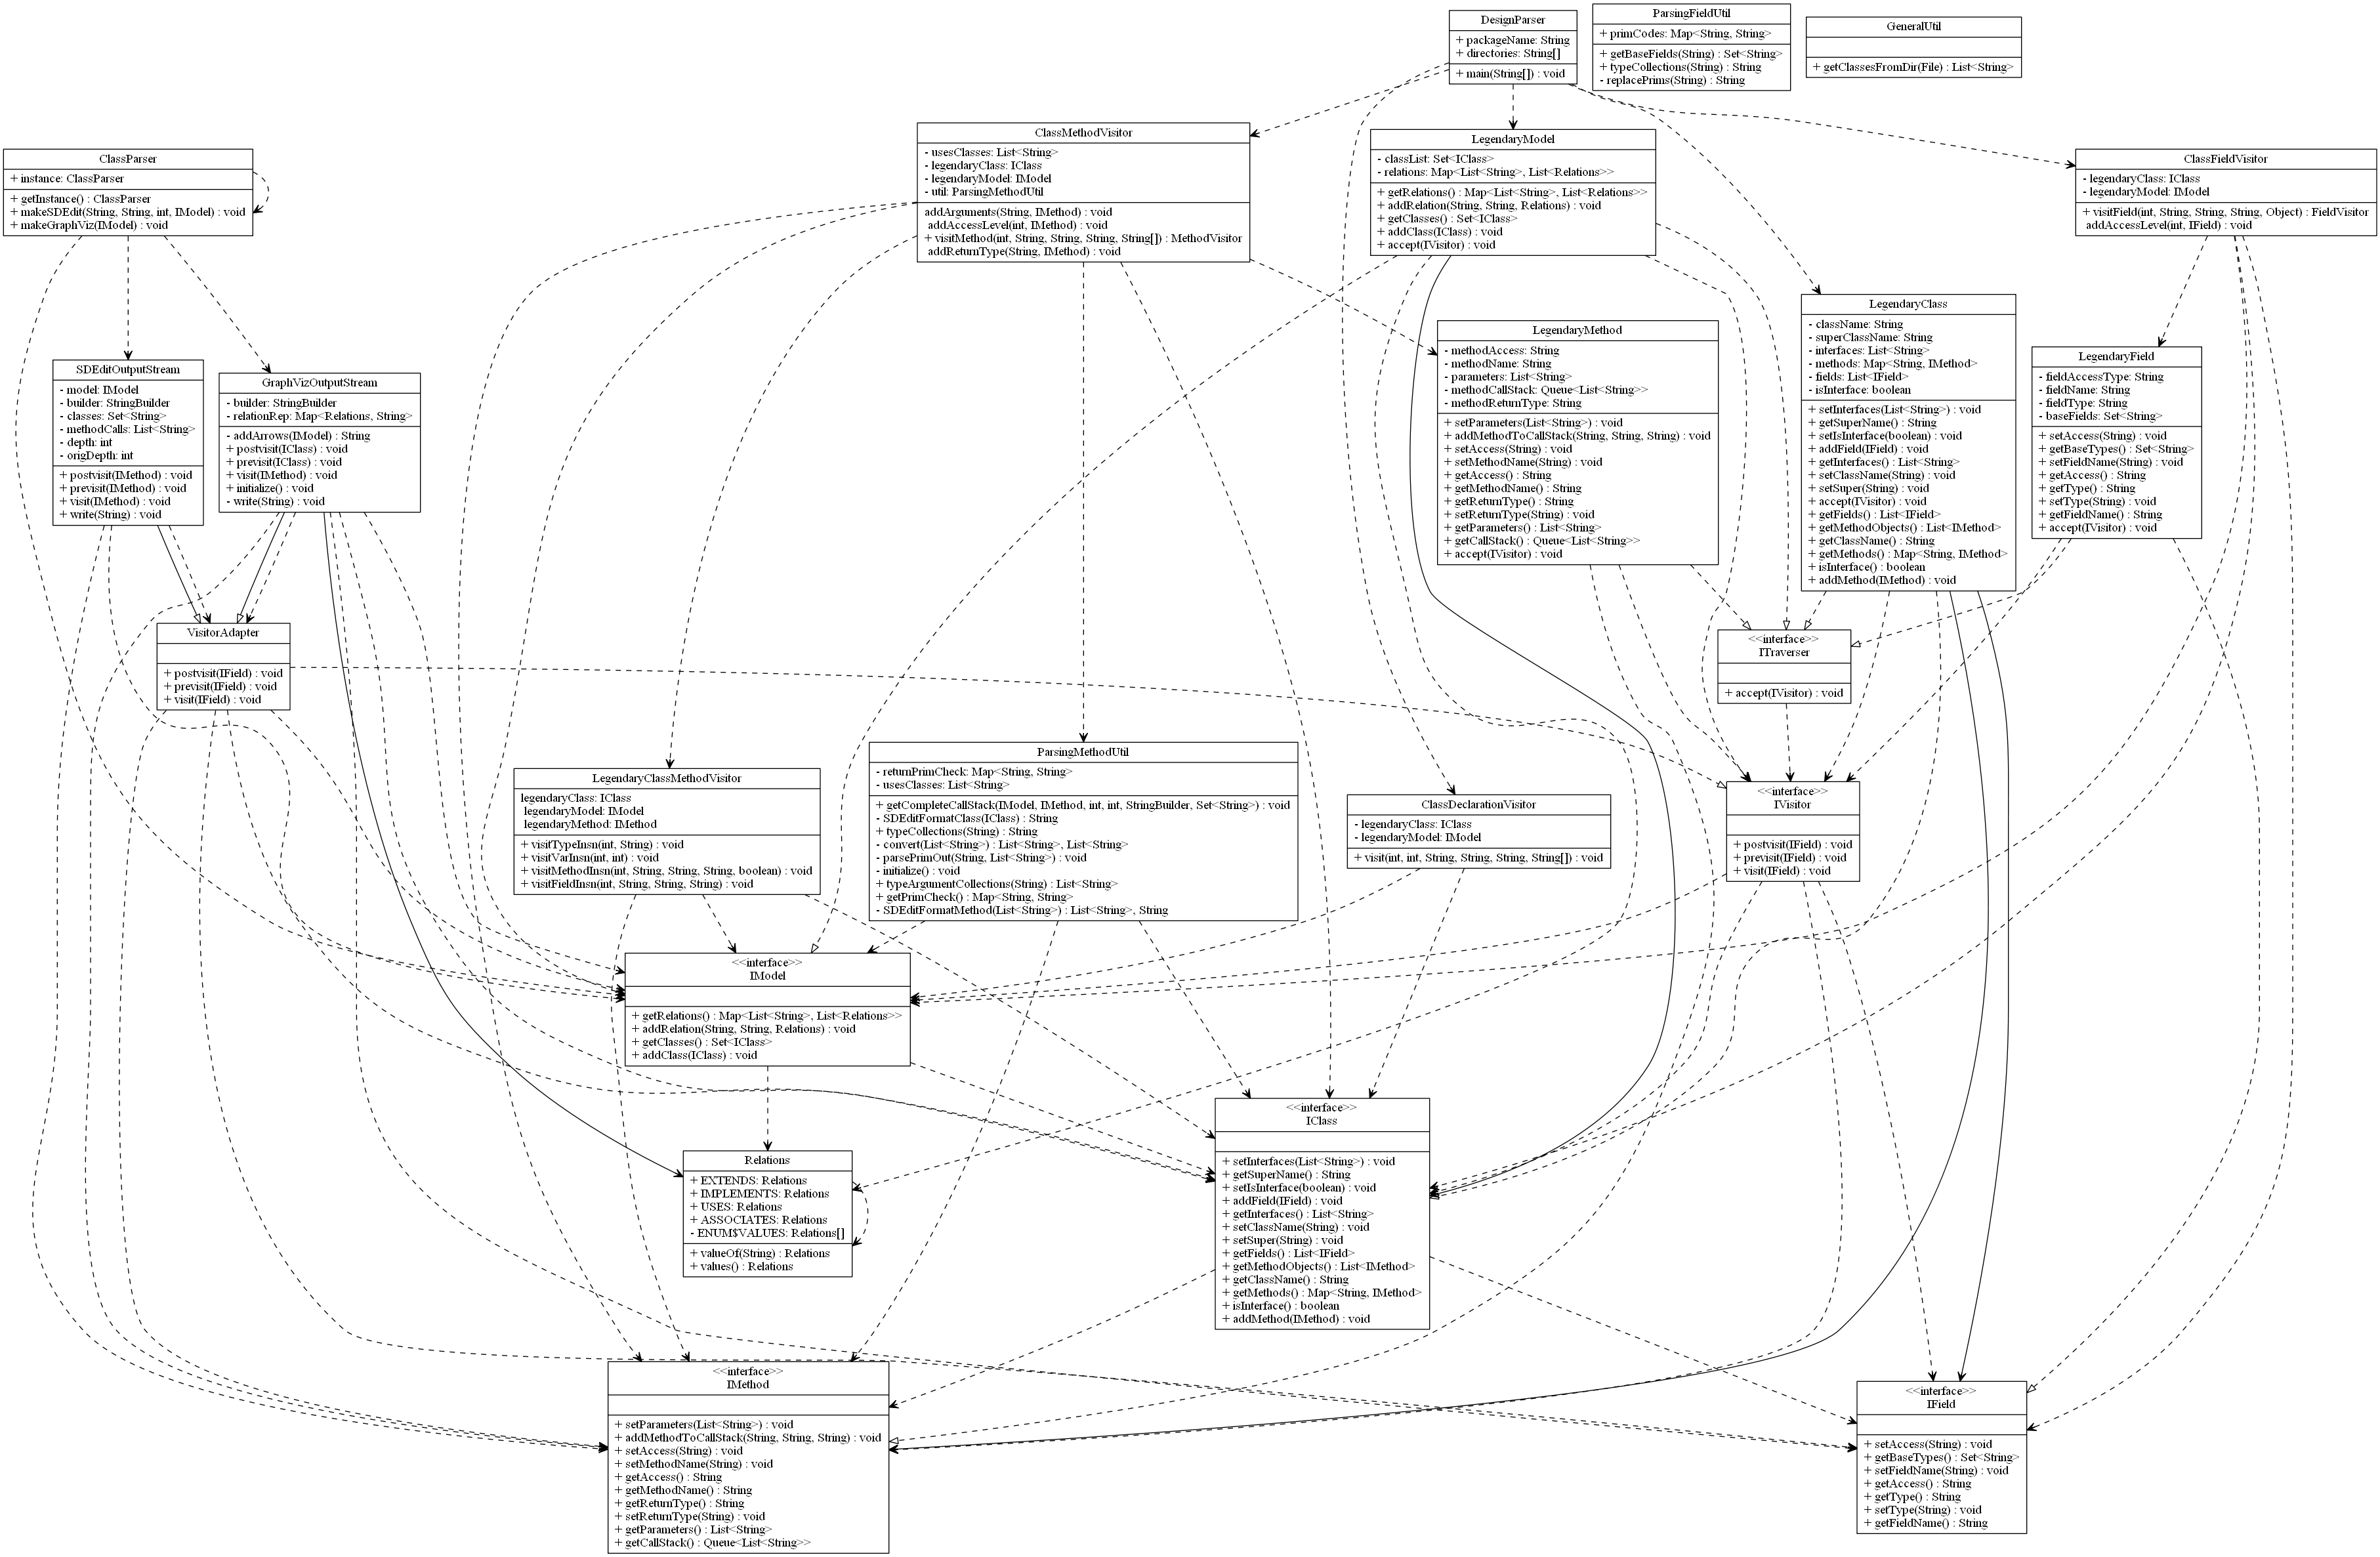 DesignParser
+ packageName: String
+ directories: String[]
+ main(String[]) : void
ParsingFieldUtil
+ primCodes: Map<String, String>
+ getBaseFields(String) : Set<String>
+ typeCollections(String) : String
- replacePrims(String) : String
GeneralUtil
+ getClassesFromDir(File) : List<String>
ClassParser
+ instance: ClassParser
+ getInstance() : ClassParser
+ makeSDEdit(String, String, int, IModel) : void
+ makeGraphViz(IModel) : void
ClassMethodVisitor
- usesClasses: List<String>
- legendaryClass: IClass
- legendaryModel: IModel
- util: ParsingMethodUtil
addArguments(String, IMethod) : void
addAccessLevel(int, IMethod) : void
+ visitMethod(int, String, String, String, String[]) : MethodVisitor
addReturnType(String, IMethod) : void
LegendaryModel
- classList: Set<IClass>
- relations: Map<List<String>, List<Relations>>
+ getRelations() : Map<List<String>, List<Relations>>
+ addRelation(String, String, Relations) : void
+ getClasses() : Set<IClass>
+ addClass(IClass) : void
+ accept(IVisitor) : void
ClassFieldVisitor
- legendaryClass: IClass
- legendaryModel: IModel
+ visitField(int, String, String, String, Object) : FieldVisitor
addAccessLevel(int, IField) : void
SDEditOutputStream
- model: IModel
- builder: StringBuilder
- classes: Set<String>
- methodCalls: List<String>
- depth: int
- origDepth: int
+ postvisit(IMethod) : void
+ previsit(IMethod) : void
+ visit(IMethod) : void
+ write(String) : void
GraphVizOutputStream
- builder: StringBuilder
- relationRep: Map<Relations, String>
- addArrows(IModel) : String
+ postvisit(IClass) : void
+ previsit(IClass) : void
+ visit(IMethod) : void
+ initialize() : void
- write(String) : void
LegendaryMethod
- methodAccess: String
- methodName: String
- parameters: List<String>
- methodCallStack: Queue<List<String>>
- methodReturnType: String
+ setParameters(List<String>) : void
+ addMethodToCallStack(String, String, String) : void
+ setAccess(String) : void
+ setMethodName(String) : void
+ getAccess() : String
+ getMethodName() : String
+ getReturnType() : String
+ setReturnType(String) : void
+ getParameters() : List<String>
+ getCallStack() : Queue<List<String>>
+ accept(IVisitor) : void
LegendaryClass
- className: String
- superClassName: String
- interfaces: List<String>
- methods: Map<String, IMethod>
- fields: List<IField>
- isInterface: boolean
+ setInterfaces(List<String>) : void
+ getSuperName() : String
+ setIsInterface(boolean) : void
+ addField(IField) : void
+ getInterfaces() : List<String>
+ setClassName(String) : void
+ setSuper(String) : void
+ accept(IVisitor) : void
+ getFields() : List<IField>
+ getMethodObjects() : List<IMethod>
+ getClassName() : String
+ getMethods() : Map<String, IMethod>
+ isInterface() : boolean
+ addMethod(IMethod) : void
LegendaryField
- fieldAccessType: String
- fieldName: String
- fieldType: String
- baseFields: Set<String>
+ setAccess(String) : void
+ getBaseTypes() : Set<String>
+ setFieldName(String) : void
+ getAccess() : String
+ getType() : String
+ setType(String) : void
+ getFieldName() : String
+ accept(IVisitor) : void
VisitorAdapter
+ postvisit(IField) : void
+ previsit(IField) : void
+ visit(IField) : void
<<interface>>
ITraverser
+ accept(IVisitor) : void
LegendaryClassMethodVisitor
legendaryClass: IClass
legendaryModel: IModel
legendaryMethod: IMethod
+ visitTypeInsn(int, String) : void
+ visitVarInsn(int, int) : void
+ visitMethodInsn(int, String, String, String, boolean) : void
+ visitFieldInsn(int, String, String, String) : void
ParsingMethodUtil
- returnPrimCheck: Map<String, String>
- usesClasses: List<String>
+ getCompleteCallStack(IModel, IMethod, int, int, StringBuilder, Set<String>) : void
- SDEditFormatClass(IClass) : String
+ typeCollections(String) : String
- convert(List<String>) : List<String>, List<String>
- parsePrimOut(String, List<String>) : void
- initialize() : void
+ typeArgumentCollections(String) : List<String>
+ getPrimCheck() : Map<String, String>
- SDEditFormatMethod(List<String>) : List<String>, String
ClassDeclarationVisitor
- legendaryClass: IClass
- legendaryModel: IModel
+ visit(int, int, String, String, String, String[]) : void
<<interface>>
IVisitor
+ postvisit(IField) : void
+ previsit(IField) : void
+ visit(IField) : void
<<interface>>
IModel
+ getRelations() : Map<List<String>, List<Relations>>
+ addRelation(String, String, Relations) : void
+ getClasses() : Set<IClass>
+ addClass(IClass) : void
<<interface>>
IClass
+ setInterfaces(List<String>) : void
+ getSuperName() : String
+ setIsInterface(boolean) : void
+ addField(IField) : void
+ getInterfaces() : List<String>
+ setClassName(String) : void
+ setSuper(String) : void
+ getFields() : List<IField>
+ getMethodObjects() : List<IMethod>
+ getClassName() : String
+ getMethods() : Map<String, IMethod>
+ isInterface() : boolean
+ addMethod(IMethod) : void
Relations
+ EXTENDS: Relations
+ IMPLEMENTS: Relations
+ USES: Relations
+ ASSOCIATES: Relations
- ENUM$VALUES: Relations[]
+ valueOf(String) : Relations
+ values() : Relations
<<interface>>
IMethod
+ setParameters(List<String>) : void
+ addMethodToCallStack(String, String, String) : void
+ setAccess(String) : void
+ setMethodName(String) : void
+ getAccess() : String
+ getMethodName() : String
+ getReturnType() : String
+ setReturnType(String) : void
+ getParameters() : List<String>
+ getCallStack() : Queue<List<String>>
<<interface>>
IField
+ setAccess(String) : void
+ getBaseTypes() : Set<String>
+ setFieldName(String) : void
+ getAccess() : String
+ getType() : String
+ setType(String) : void
+ getFieldName() : String